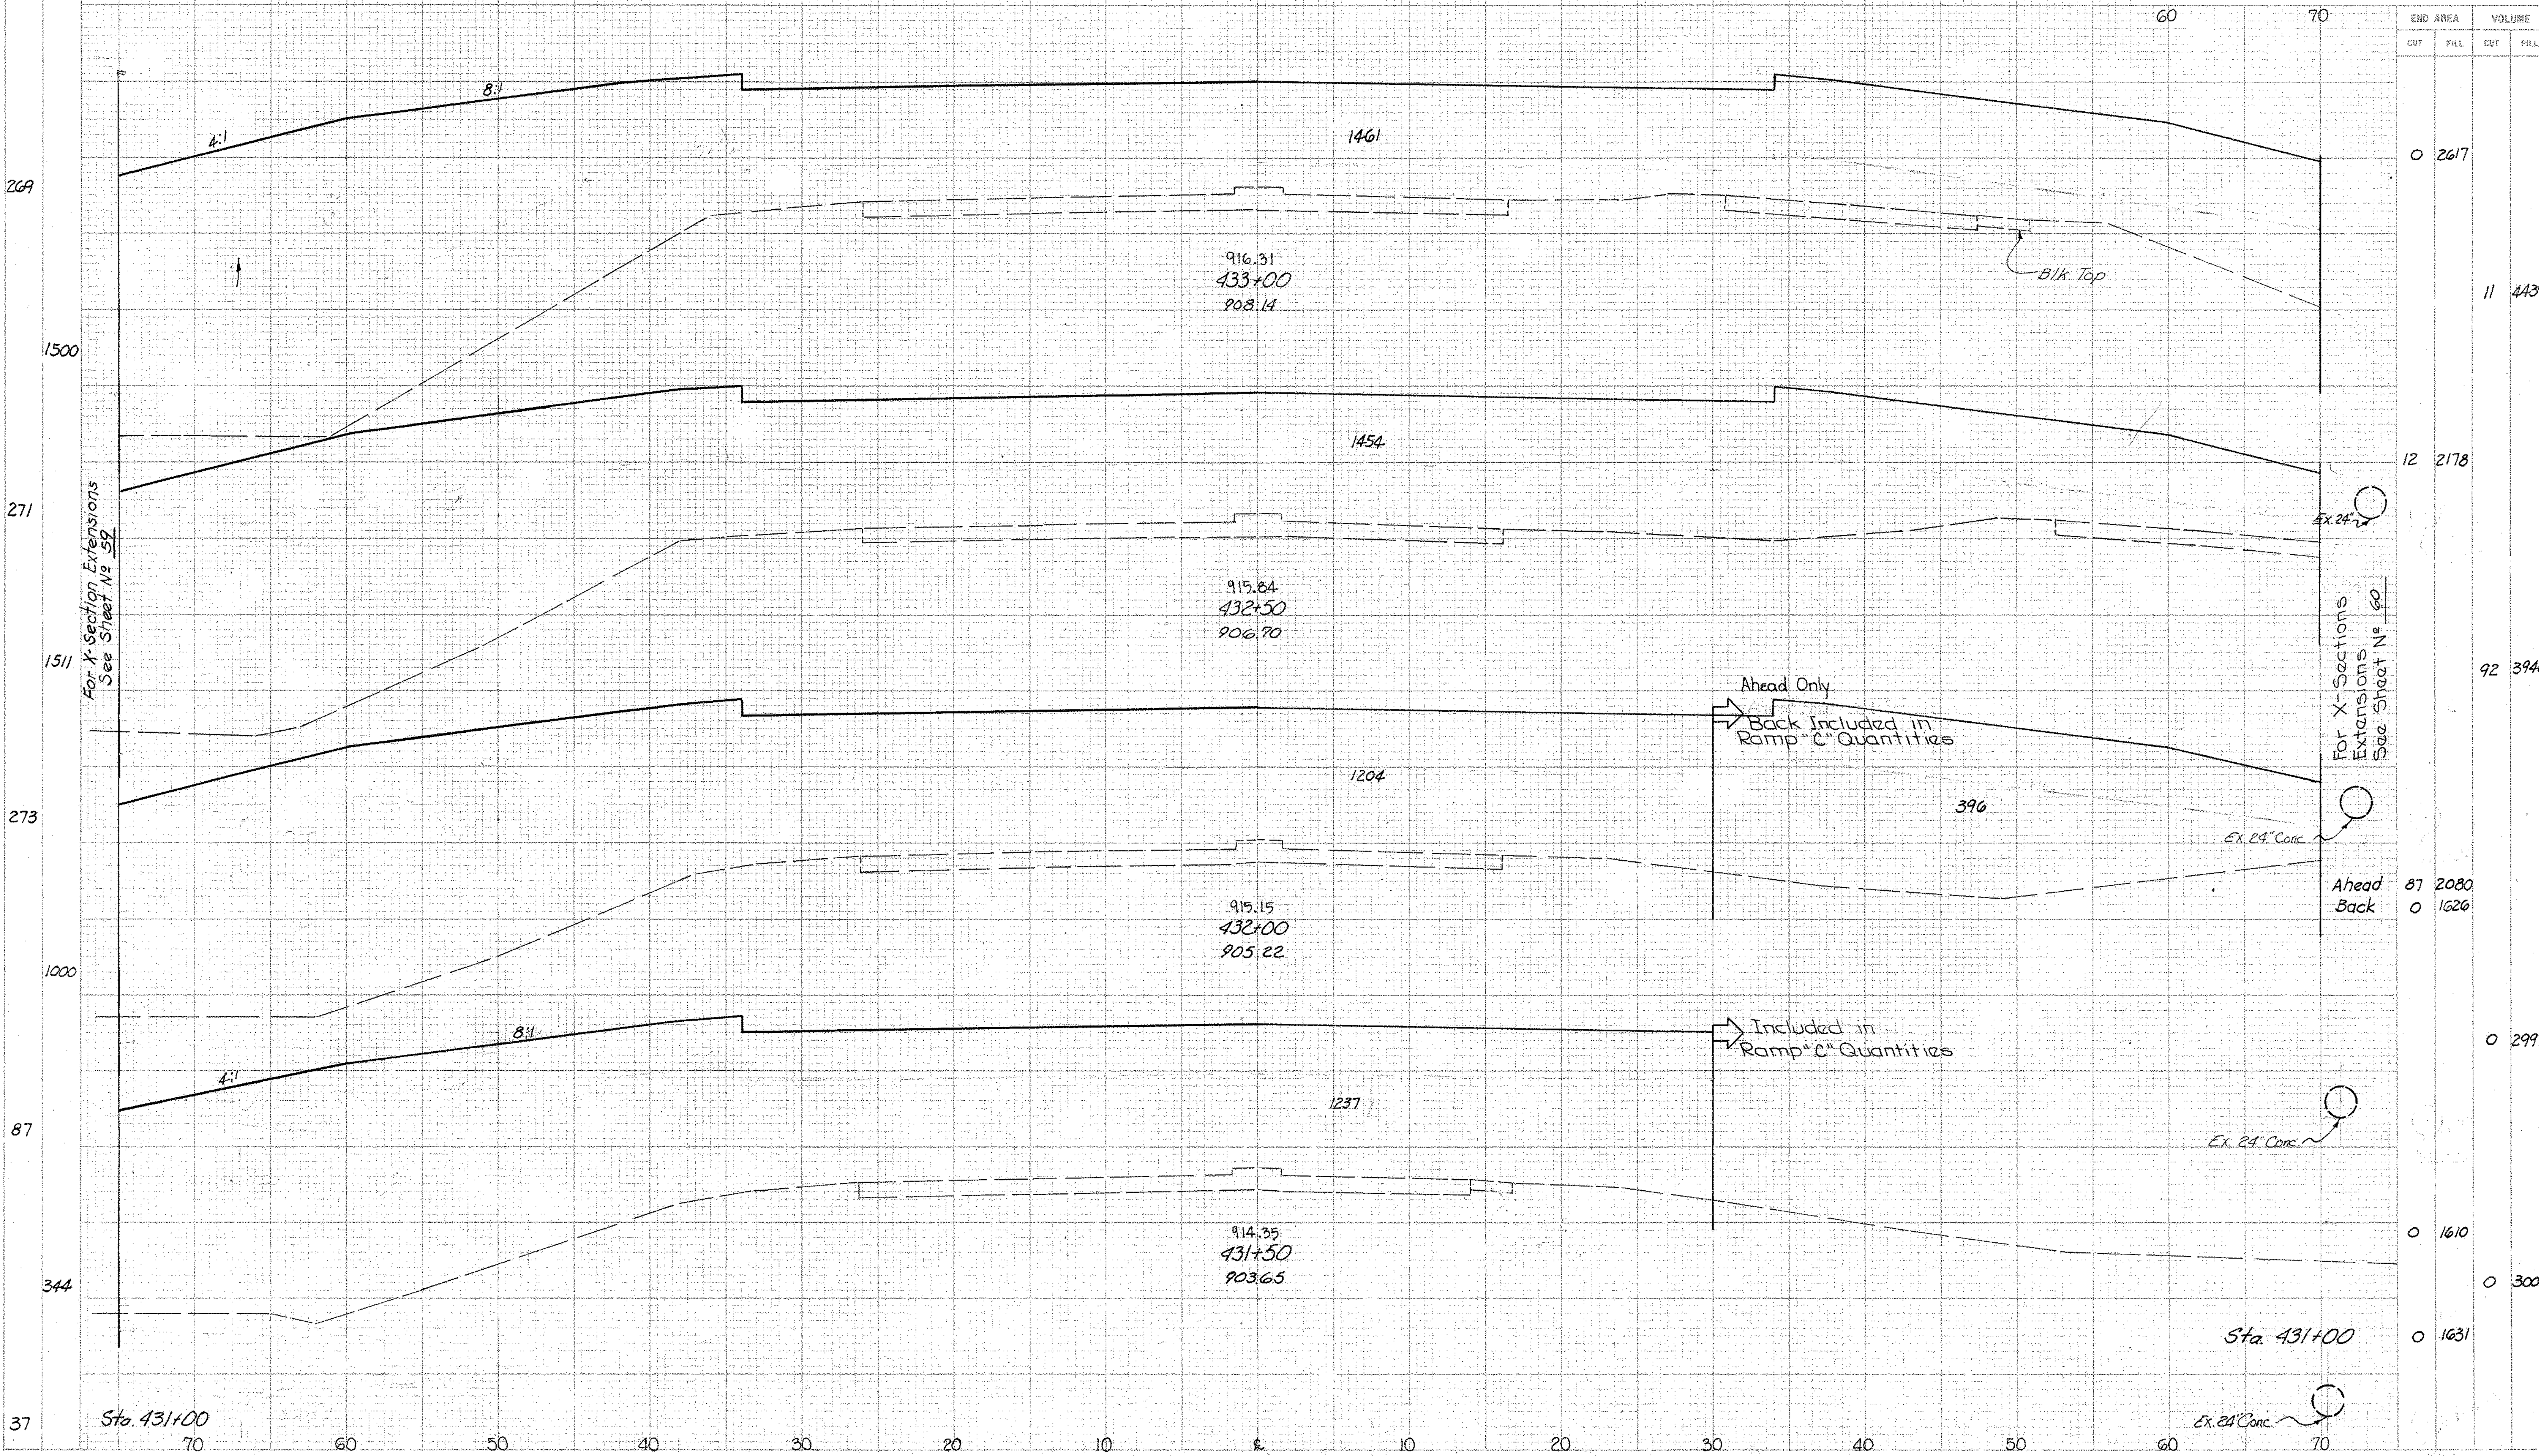 60 70
END AREA VOLUME
CUT FILL CUT FILL
8:1
4:1
1461
0 2617
269
916.31
433+00
908.14
Blk. Top
11 443
1500
1454
12 2178
271
Ex. 24"
For X-Section Extensions
See Sheet Nº 59
915.84
432+50
906.70
For X-Sections
Extensions
See Sheet Nº 60
1511
92 394
Ahead Only
Back Included in
Ramp "C" Quantities
1204
396
273
Ex. 24" Conc.
Ahead 87 2080
Back 0 1626
915.15
432+00
905.22
1000
8:1
4:1
Included in
Ramp "C" Quantities
0 299
1237
87
Ex. 24" Conc.
914.35
431+50
903.65
0 1610
344
0 300
Sta. 431+00
0 1631
37
Sta. 431+00
Ex. 24" Conc.
70 60 50 40 30 20 10 ℄ 10 20 30 40 50 60 70